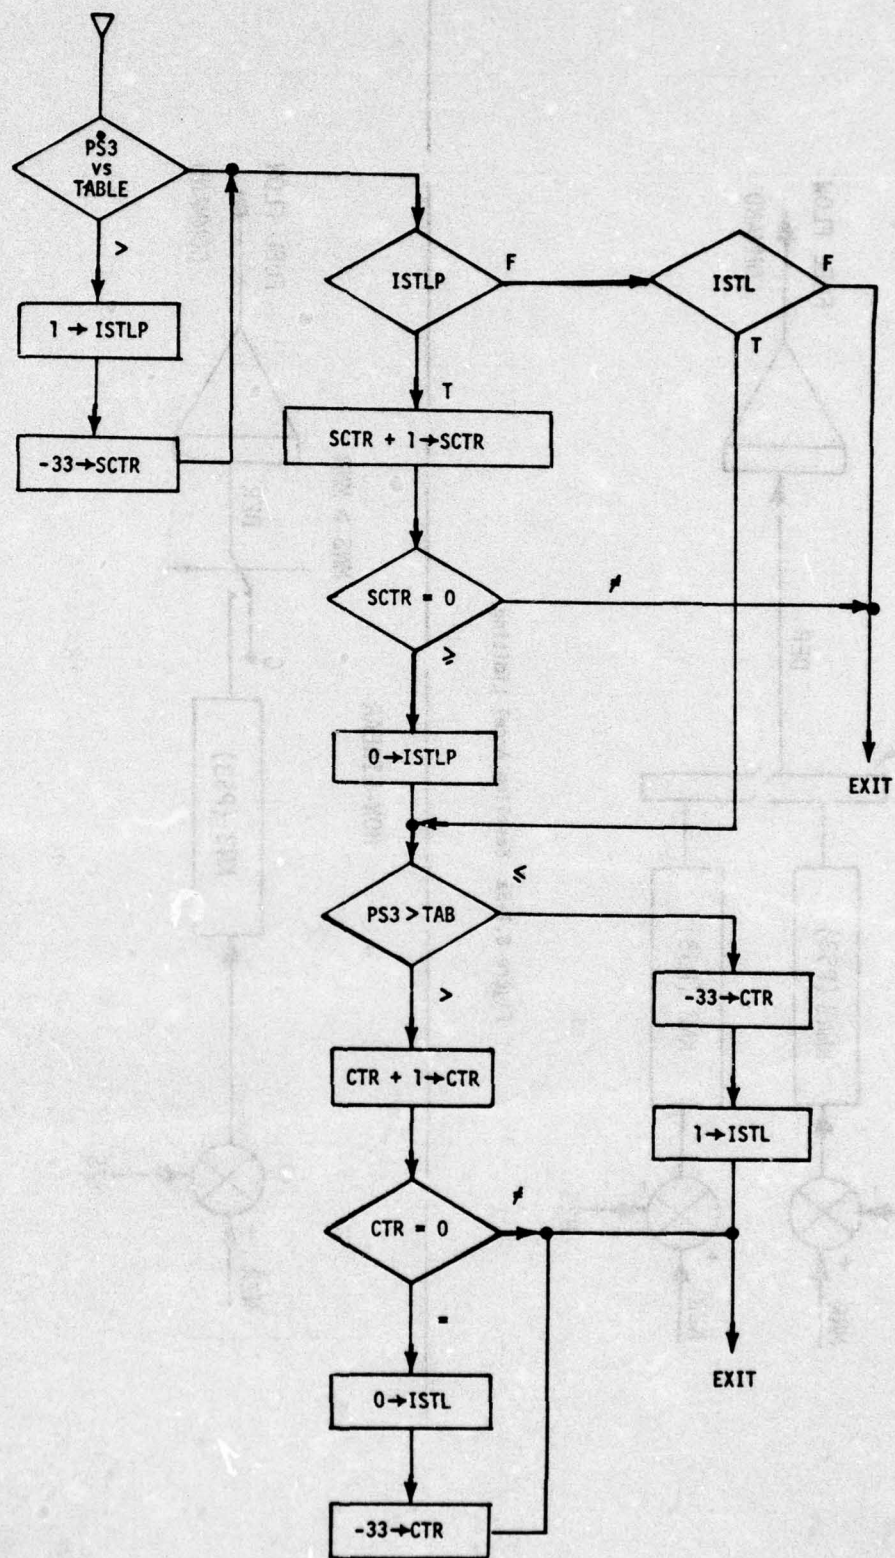 ṖS3
vs
TABLE
>
1→ISTLP
-33→SCTR
ISTLP
F
T
ISTL
F
T
SCTR + 1→SCTR
SCTR = 0
≠
≥
0→ISTLP
EXIT
PS3 > TAB
≤
>
-33→CTR
CTR + 1→CTR
1→ISTL
CTR = 0
≠
=
EXIT
0→ISTL
-33→CTR